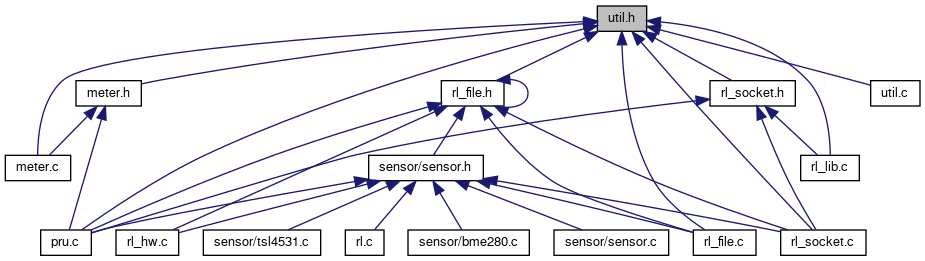 util.h
meter.h
rl_file.h
rl_socket.h
util.c
meter.c
sensor/sensor.h
rl_lib.c
pru.c
rl_hw.c
sensor/tsl4531.c
rl.c
sensor/bme280.c
sensor/sensor.c
rl_file.c
rl_socket.c